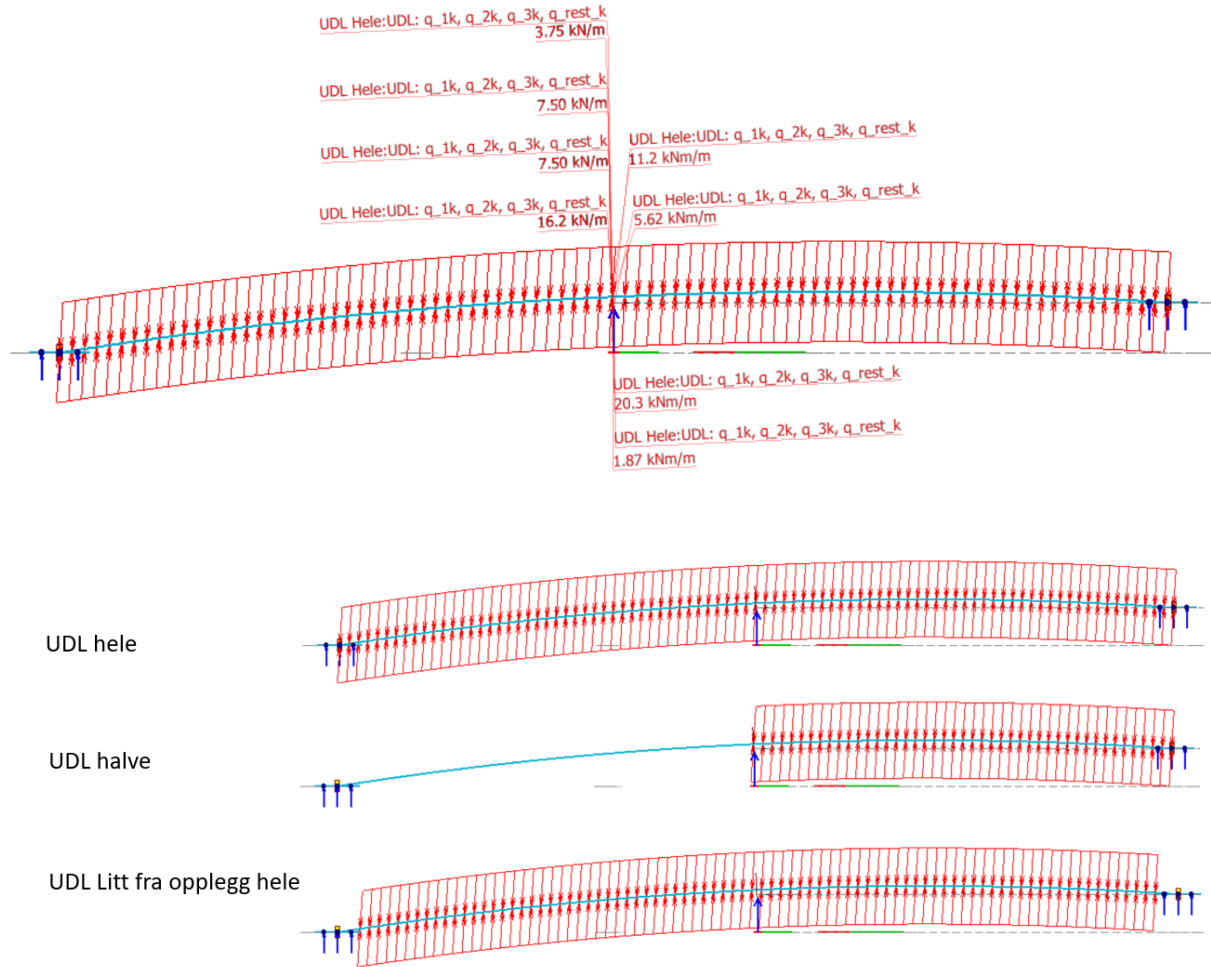 UDL Hele:UDL: q_1k, q_2k, q_3k, q_rest_k
3.75 kN/m
UDL Hele:UDL: q_1k, q_2k, q_3k, q_rest_k
7.50 kN/m
UDL Hele:UDL: q_1k, q_2k, q_3k, q_rest_k
7.50 kN/m
UDL Hele:UDL: q_1k, q_2k, q_3k, q_rest_k
11.2 kNm/m
UDL Hele:UDL: q_1k, q_2k, q_3k, q_rest_k
16.2 kN/m
UDL Hele:UDL: q_1k, q_2k, q_3k, q_rest_k
5.62 kNm/m
UDL Hele:UDL: q_1k, q_2k, q_3k, q_rest_k
20.3 kNm/m
UDL Hele:UDL: q_1k, q_2k, q_3k, q_rest_k
1.87 kNm/m
UDL hele
UDL halve
UDL Litt fra opplegg hele